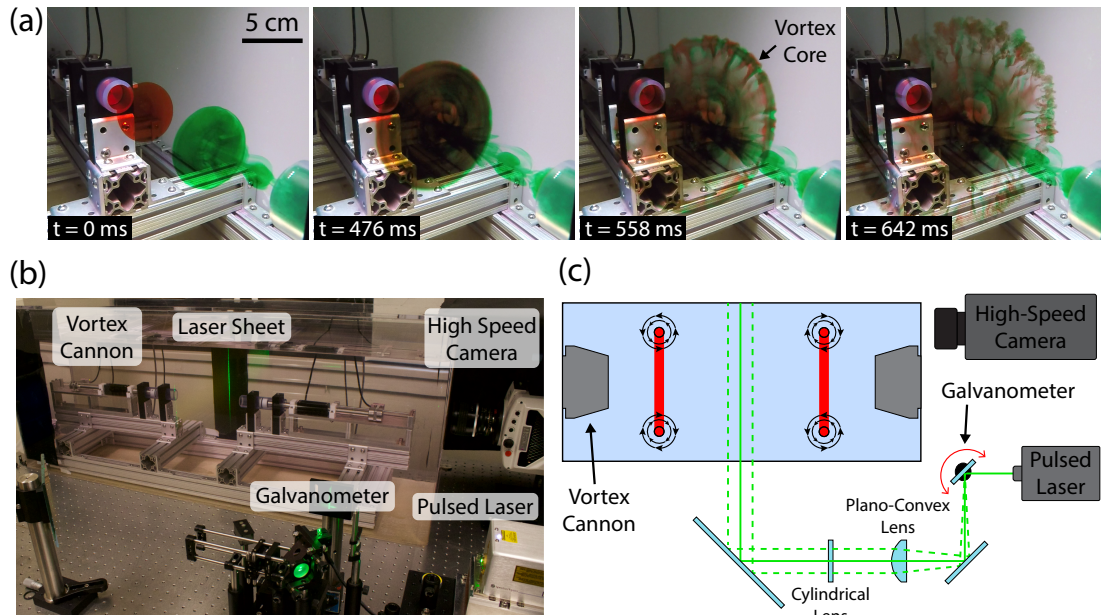 (a)
5 cm
Vortex
Core
t = 0 ms
t = 476 ms
t = 558 ms
t = 642 ms
(b)
Vortex
Cannon
Laser Sheet
High Speed
Camera
Galvanometer
Pulsed Laser
(c)
High-Speed
Camera
Galvanometer
Pulsed
Laser
Vortex
Cannon
Plano-Convex
Lens
Cylindrical
Lens